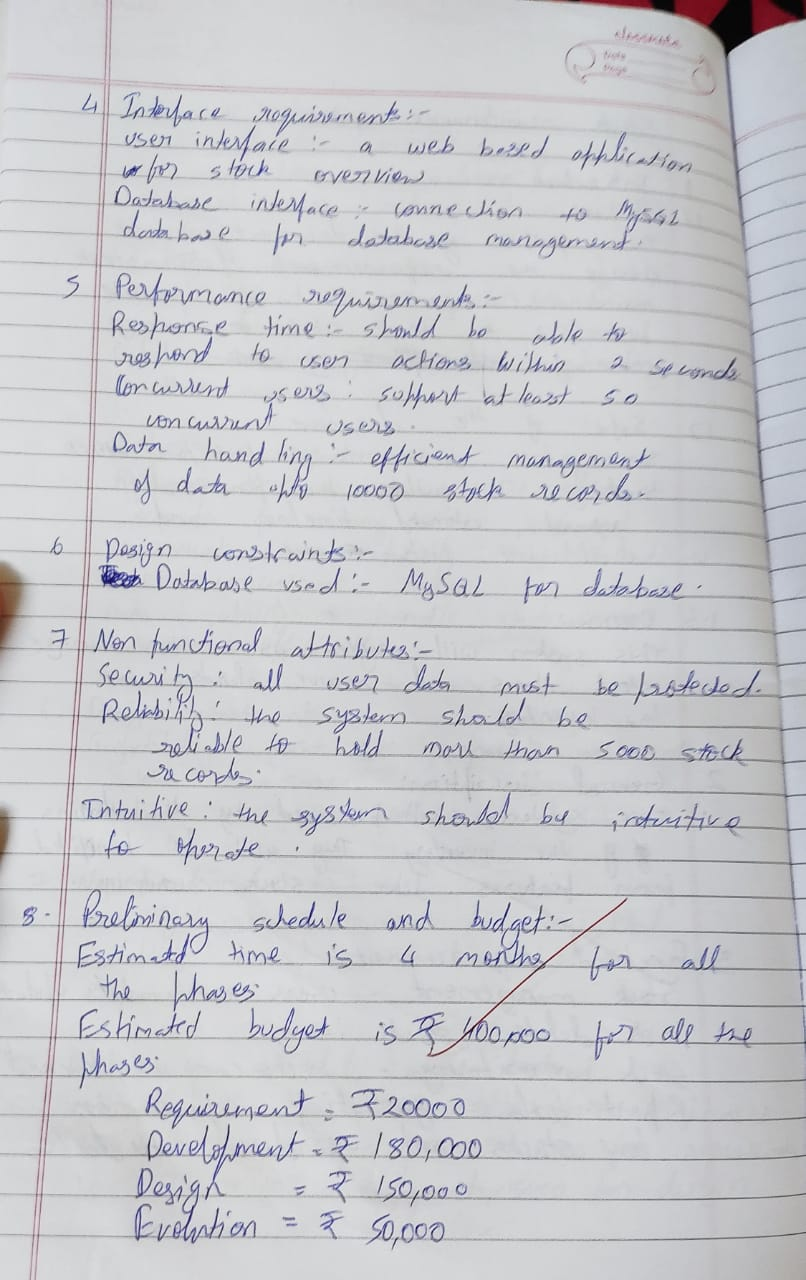 classmate
Date
Page
4 Interface requirements:-
user interface :- a web based application
for stock overview
Database interface :- connection to MySQL
database for database management.
5 Performance requirements:-
Response time :- should be able to
respond to user actions within 2 seconds
Concurrent users : support at least 50
concurrent users.
Data handling :- efficient management
of data upto 10000 stock records.
6 Design constraints:-
Database used :- MySQL for database.
7 Non functional attributes:-
Security : all user data must be protected.
Reliability : the system should be
reliable to hold more than 5000 stock
records.
Intuitive : the system should by intuitive
to operate.
8. Preliminary schedule and budget:-
Estimated time is 4 months for all
the phases.
Estimated budget is ₹ 400,000 for all the
phases.
Requirement = ₹20000
Development = ₹ 180,000
Design = ₹ 150,000
Evolution = ₹ 50,000